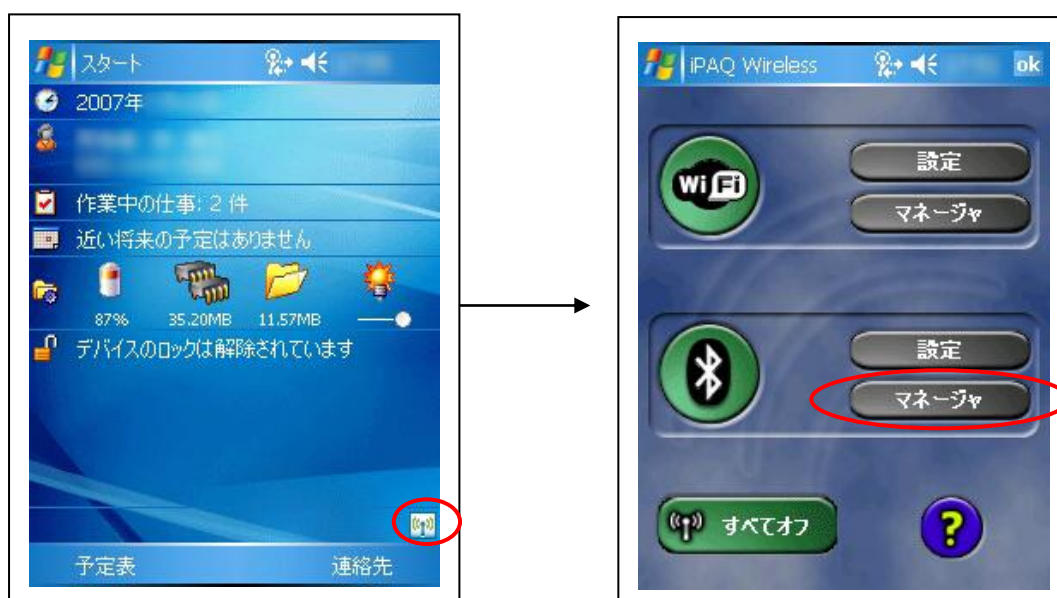 スタート
2007年
作業中の仕事: 2 件
近い将来の予定はありません
87% 35.20MB 11.57MB
デバイスのロックは解除されています
予定表 連絡先
iPAQ Wireless ok
Wi Fi
設定
マネージャ
設定
マネージャ
すべてオフ ?